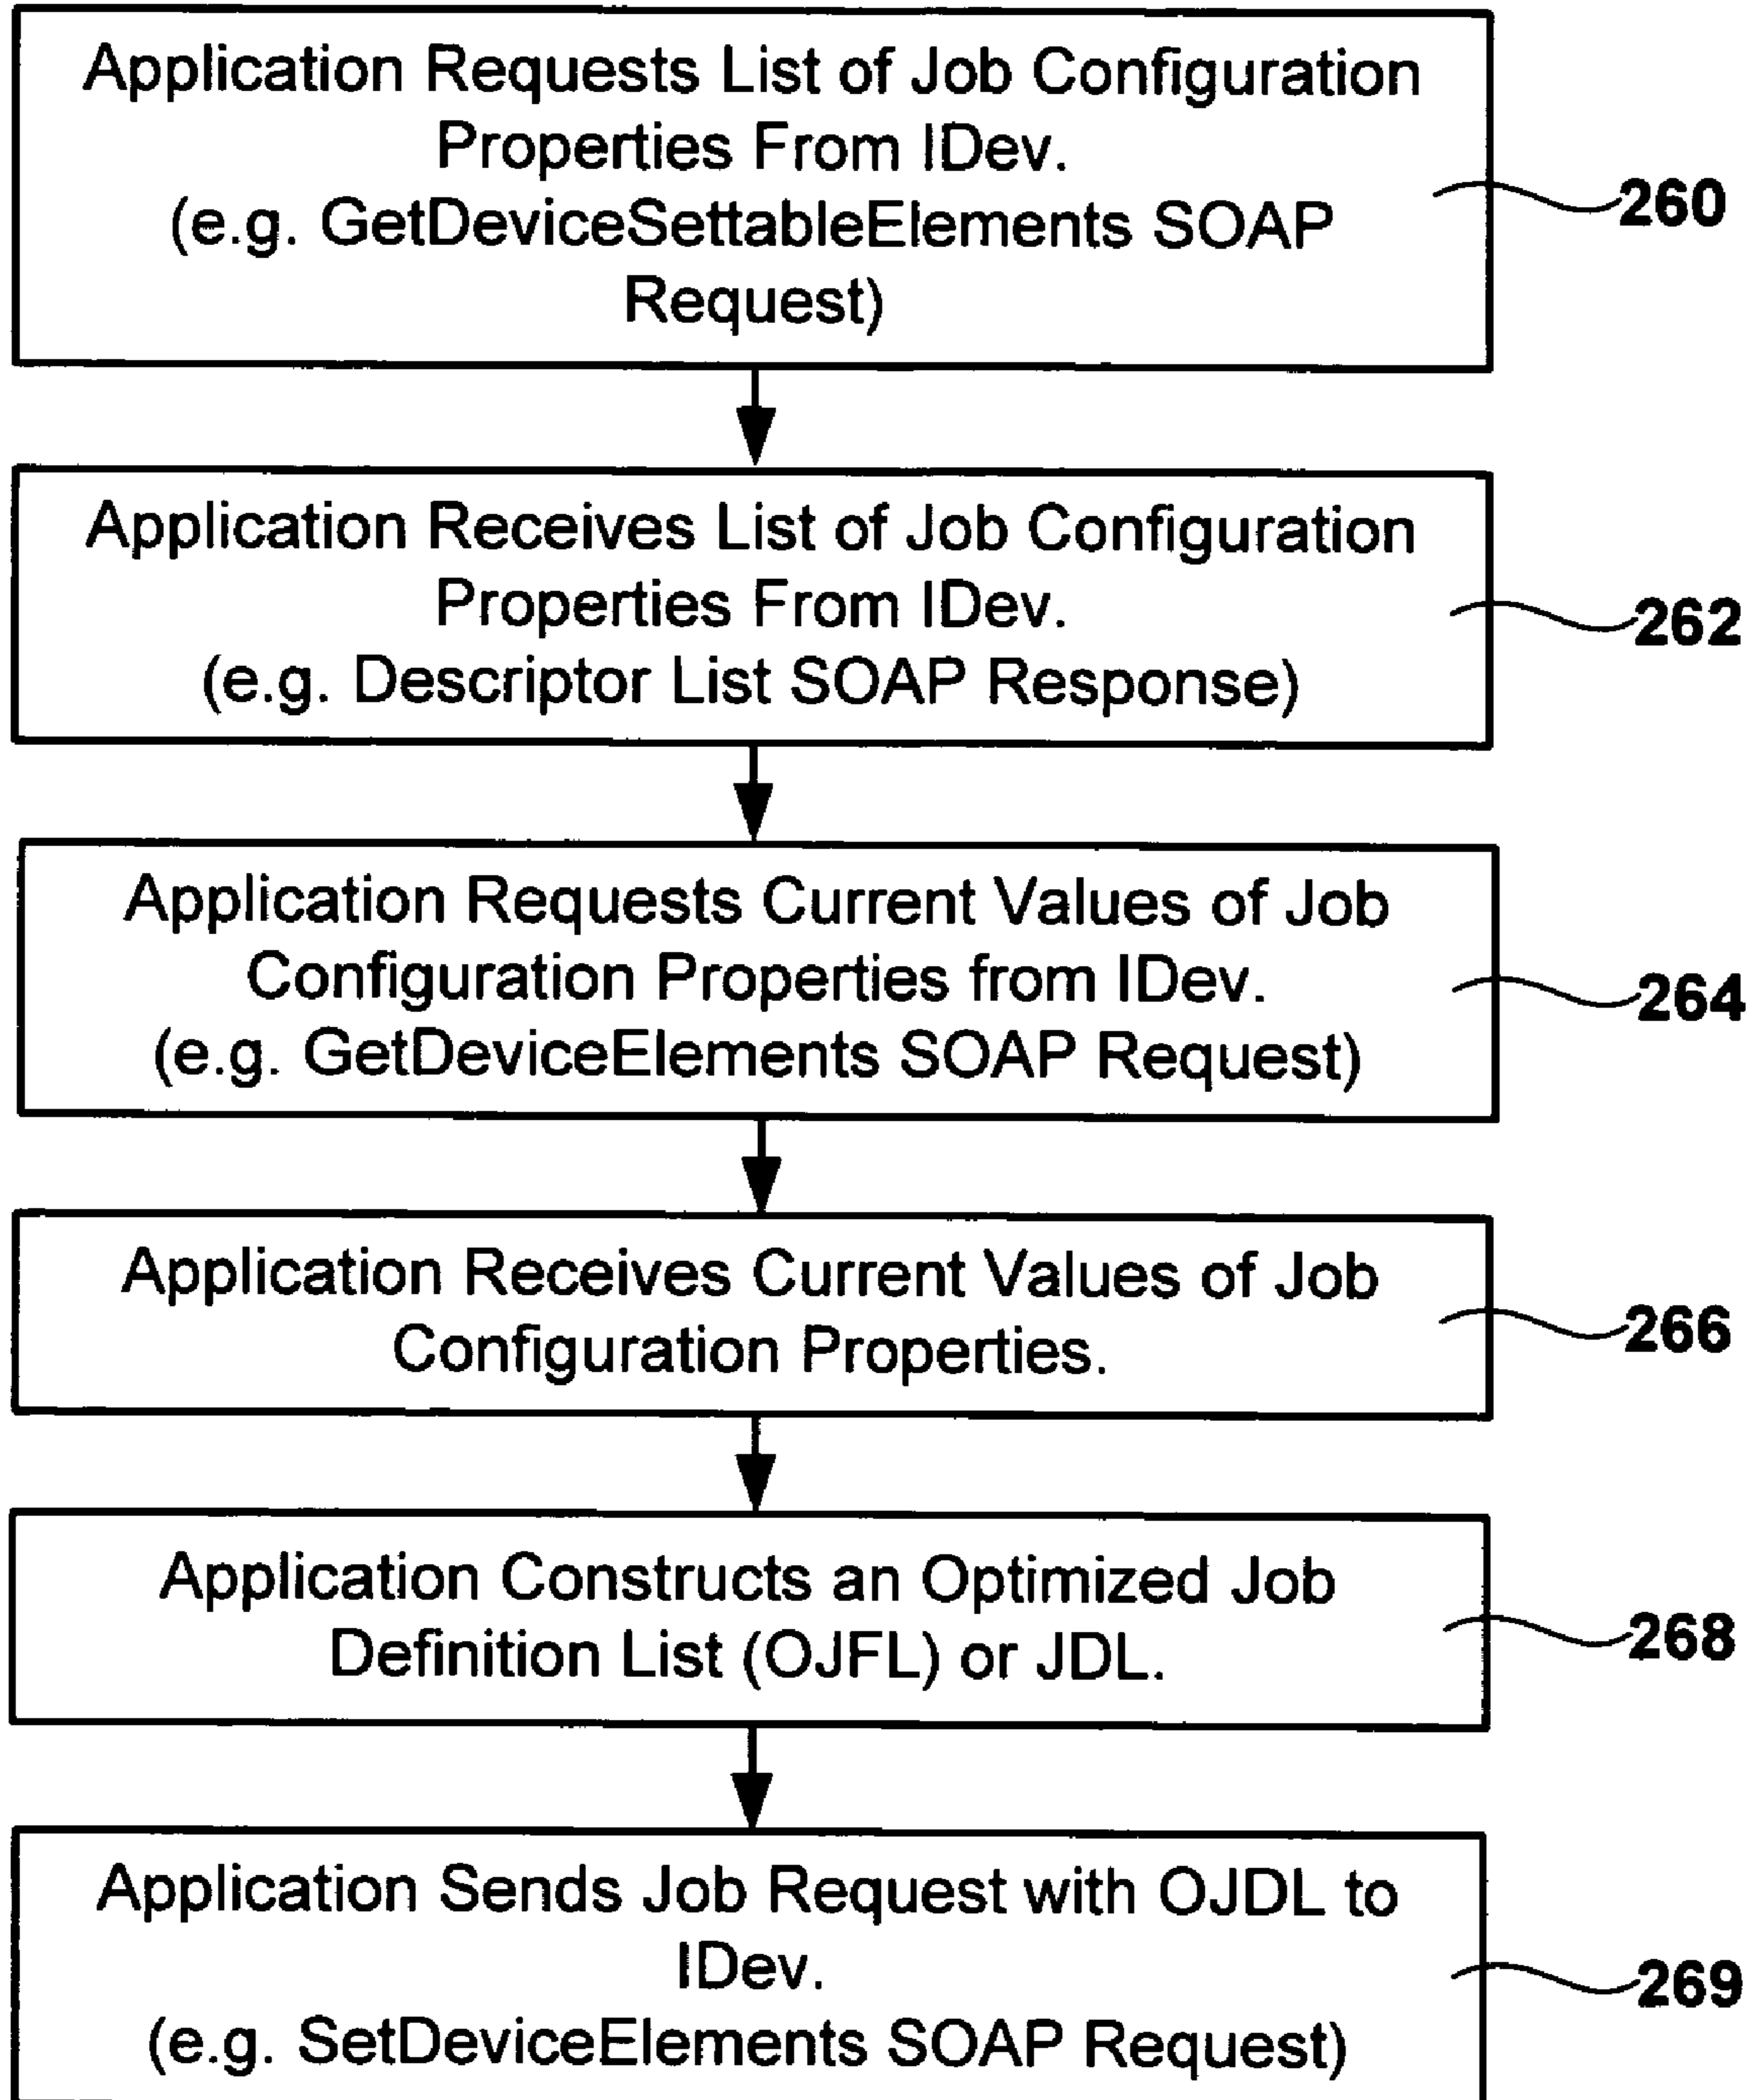 Application Requests List of Job Configuration
Properties From IDev.
(e.g. GetDeviceSettableElements SOAP
Request)
260
Application Receives List of Job Configuration
Properties From IDev.
(e.g. Descriptor List SOAP Response)
262
Application Requests Current Values of Job
Configuration Properties from IDev.
(e.g. GetDeviceElements SOAP Request)
264
Application Receives Current Values of Job
Configuration Properties.
266
Application Constructs an Optimized Job
Definition List (OJFL) or JDL.
268
Application Sends Job Request with OJDL to
IDev.
(e.g. SetDeviceElements SOAP Request)
269